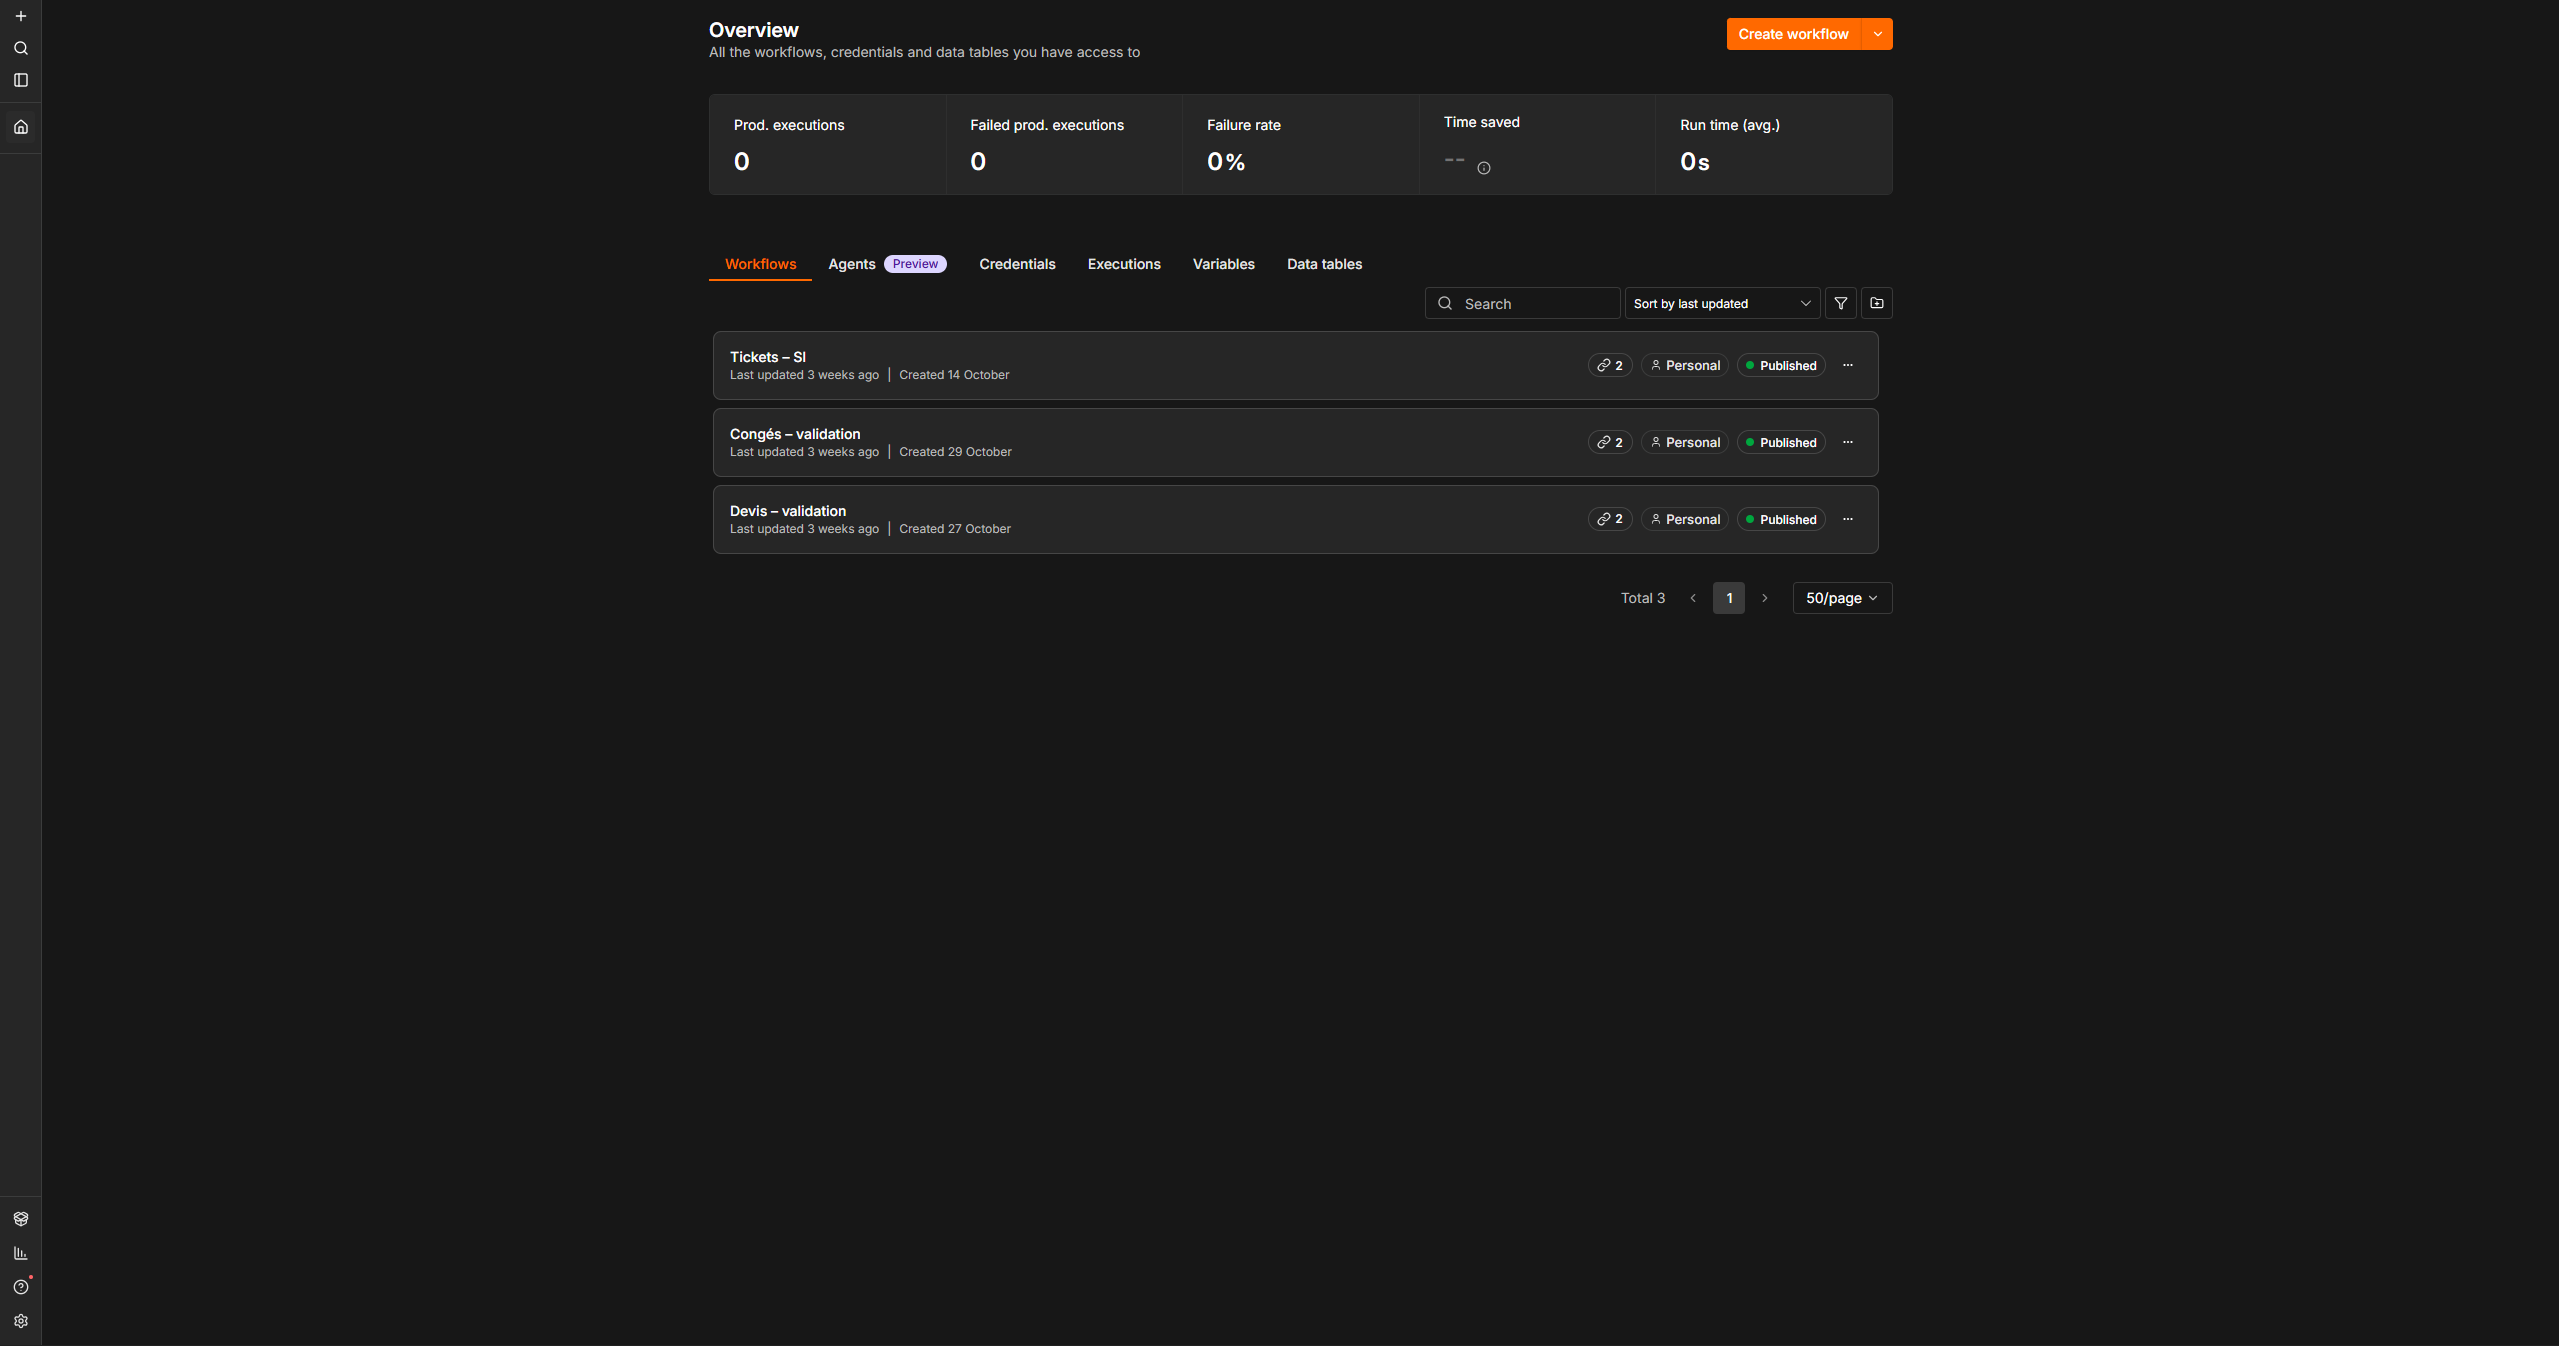 Overview
All the workflows, credentials and data tables you have access to
Create workflow
Prod. executions
0
Failed prod. executions
0
Failure rate
0%
Time saved
--
Run time (avg.)
0s
Workflows Agents Preview Credentials Executions Variables Data tables
Search
Sort by last updated
Tickets – SI
Last updated 3 weeks ago | Created 14 October
2 Personal Published
Congés – validation
Last updated 3 weeks ago | Created 29 October
2 Personal Published
Devis – validation
Last updated 3 weeks ago | Created 27 October
2 Personal Published
Total 3 1 50/page